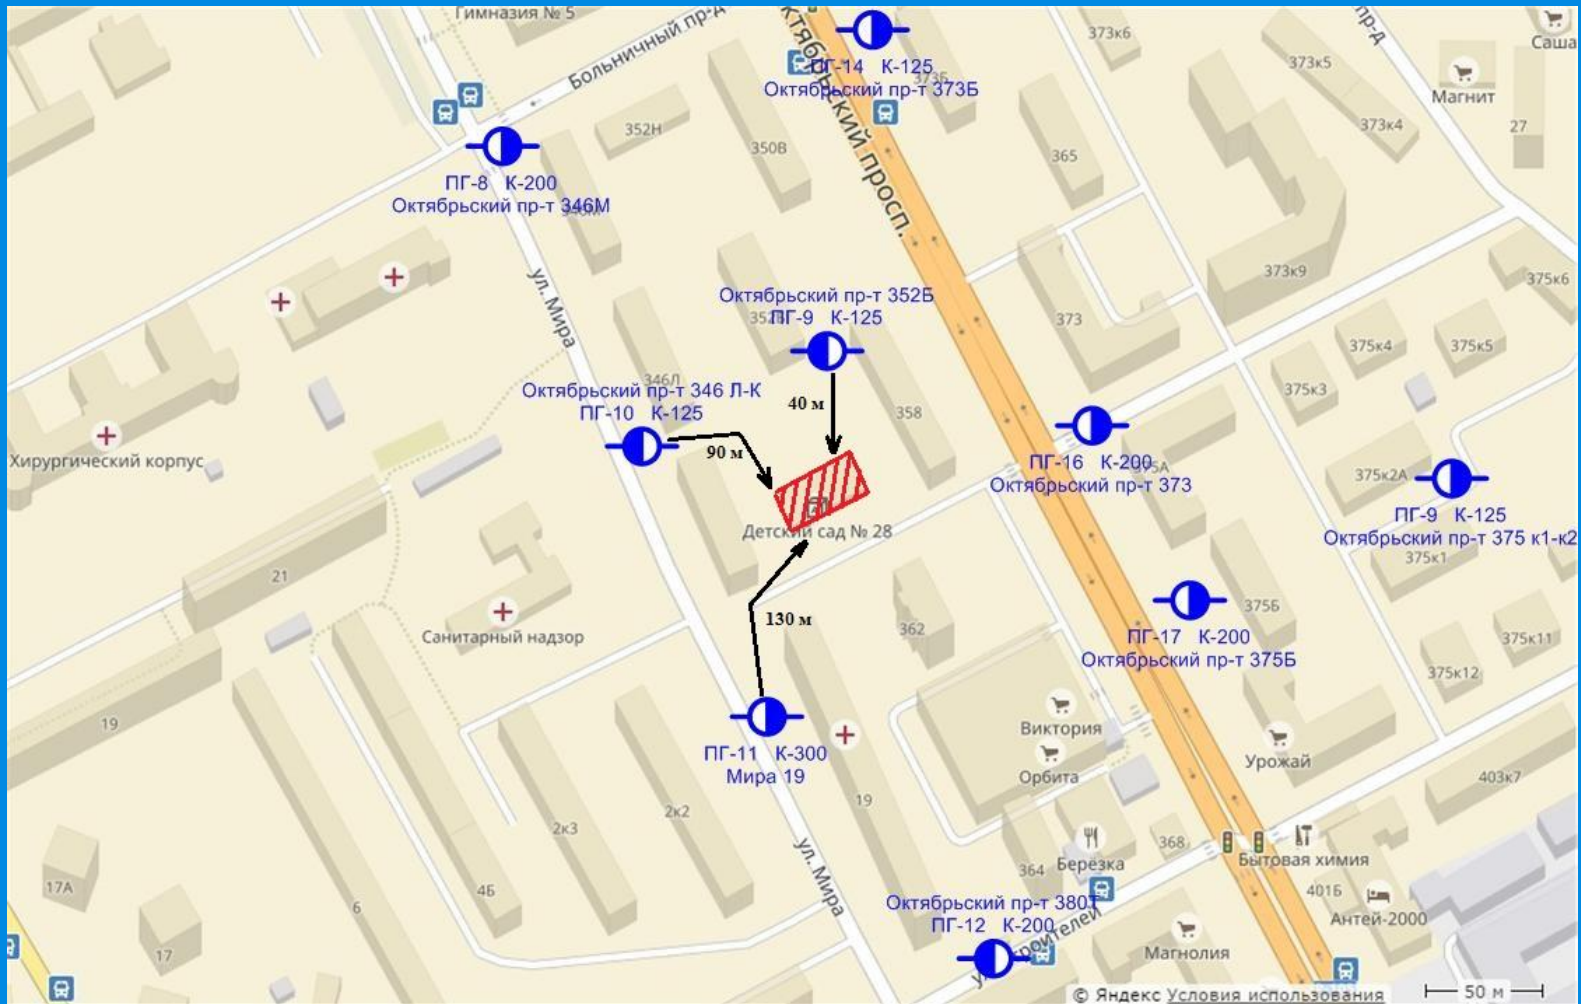 Гимназия № 5
Больничный пр-д
пр-д
373к6
Саша
ПГ-14 К-125
373Б
Октябрьский пр-т 373Б
Октябрьский просп.
373к5
Магнит
373к4
27
352Н
350В
365
ПГ-8 К-200
Октябрьский пр-т 346М
346М
ул. Мира
373к9
375к6
Октябрьский пр-т 352Б
ПГ-9 К-125
373
375к4
375к5
346Л
Октябрьский пр-т 346 Л-К
ПГ-10 К-125
40 м
358
375к3
90 м
Хирургический корпус
ПГ-16 К-200
375А
Октябрьский пр-т 373
375к2А
ПГ-9 К-125
Октябрьский пр-т 375 к1-к2
Детский сад № 28
375к1
21
Санитарный надзор
130 м
362
375Б
ПГ-17 К-200
Октябрьский пр-т 375Б
375к11
375к12
19
Виктория
ПГ-11 К-300
Мира 19
Орбита
Урожай
403к7
19
2к2
2к3
368
Бытовая химия
Берёзка
364
17А
4Б
401Б
6
ул. Мира
Октябрьский пр-т 380Т
ПГ-12 К-200
Антей-2000
17
Магнолия
© Яндекс Условия использования
50 м